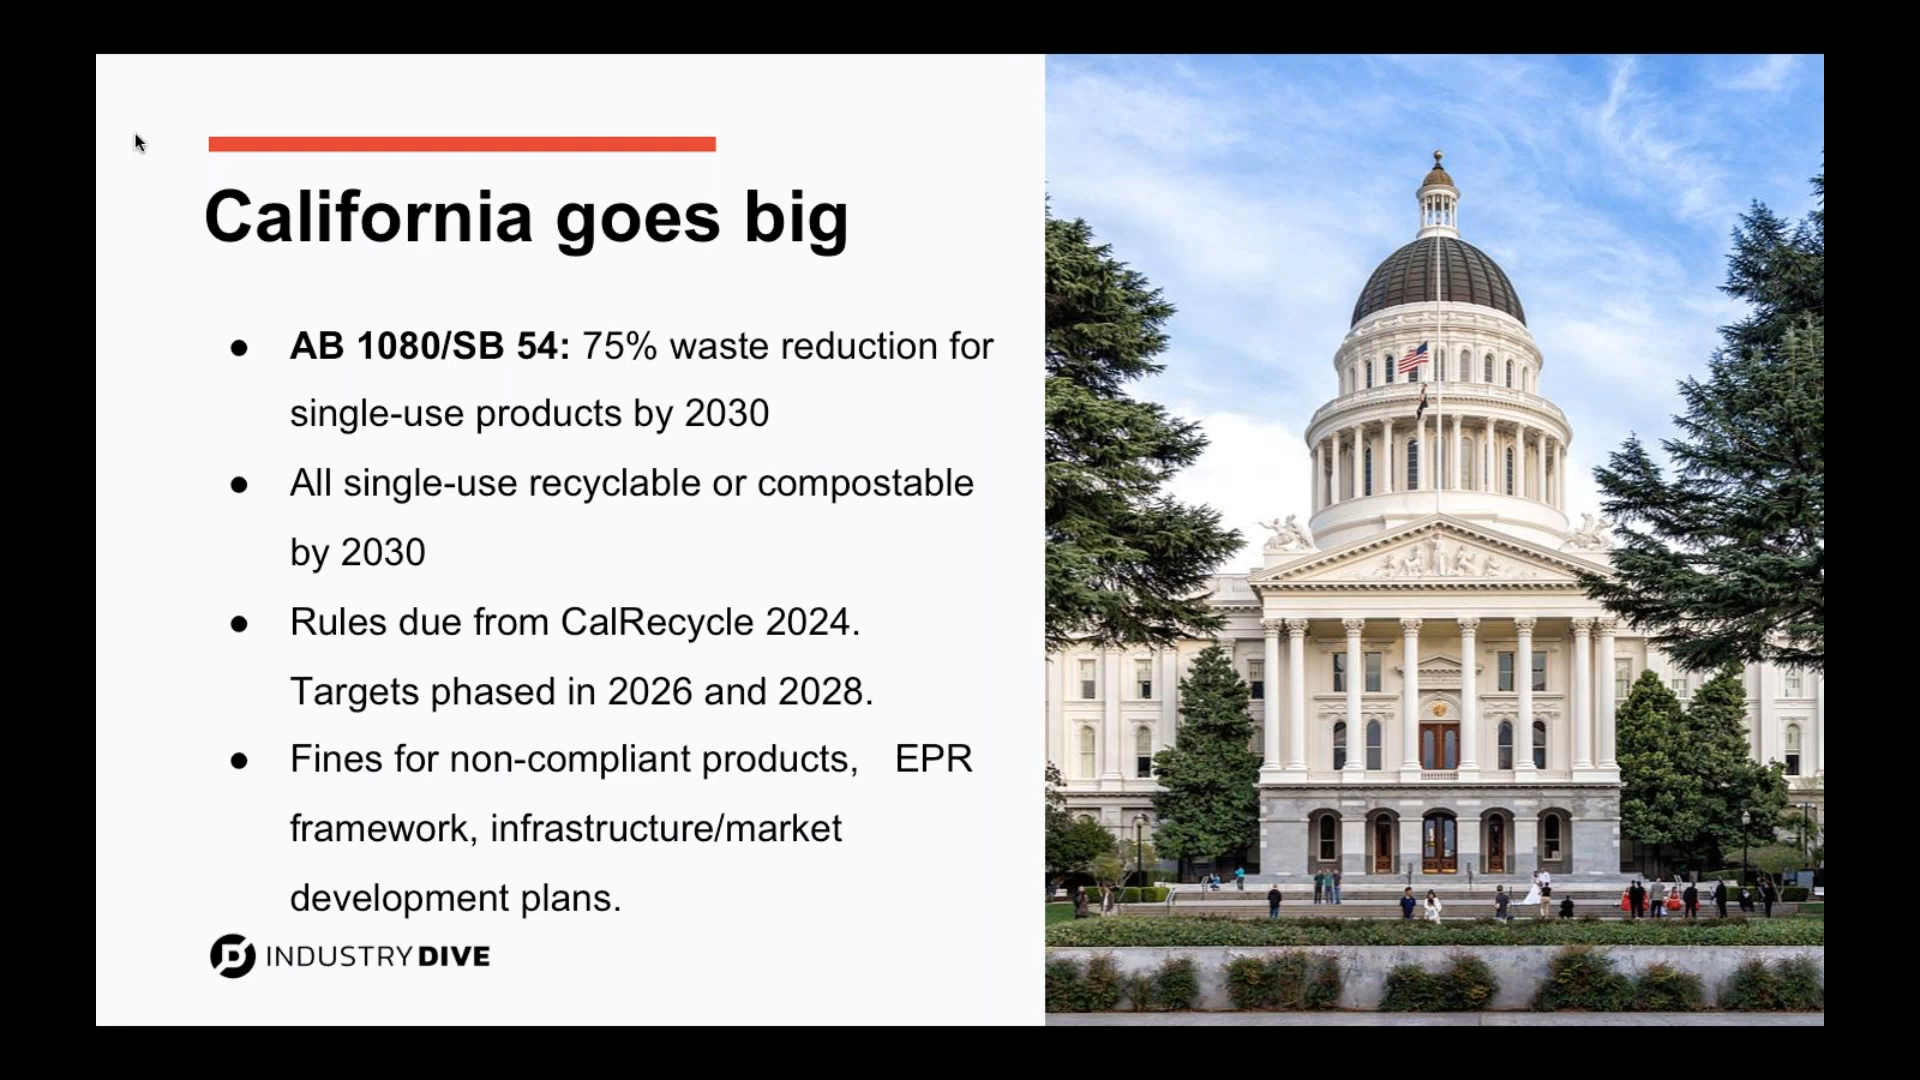 California goes big
● AB 1080/SB 54: 75% waste reduction for
single-use products by 2030
● All single-use recyclable or compostable
by 2030
● Rules due from CalRecycle 2024.
Targets phased in 2026 and 2028.
● Fines for non-compliant products, EPR
framework, infrastructure/market
development plans.
INDUSTRY DIVE